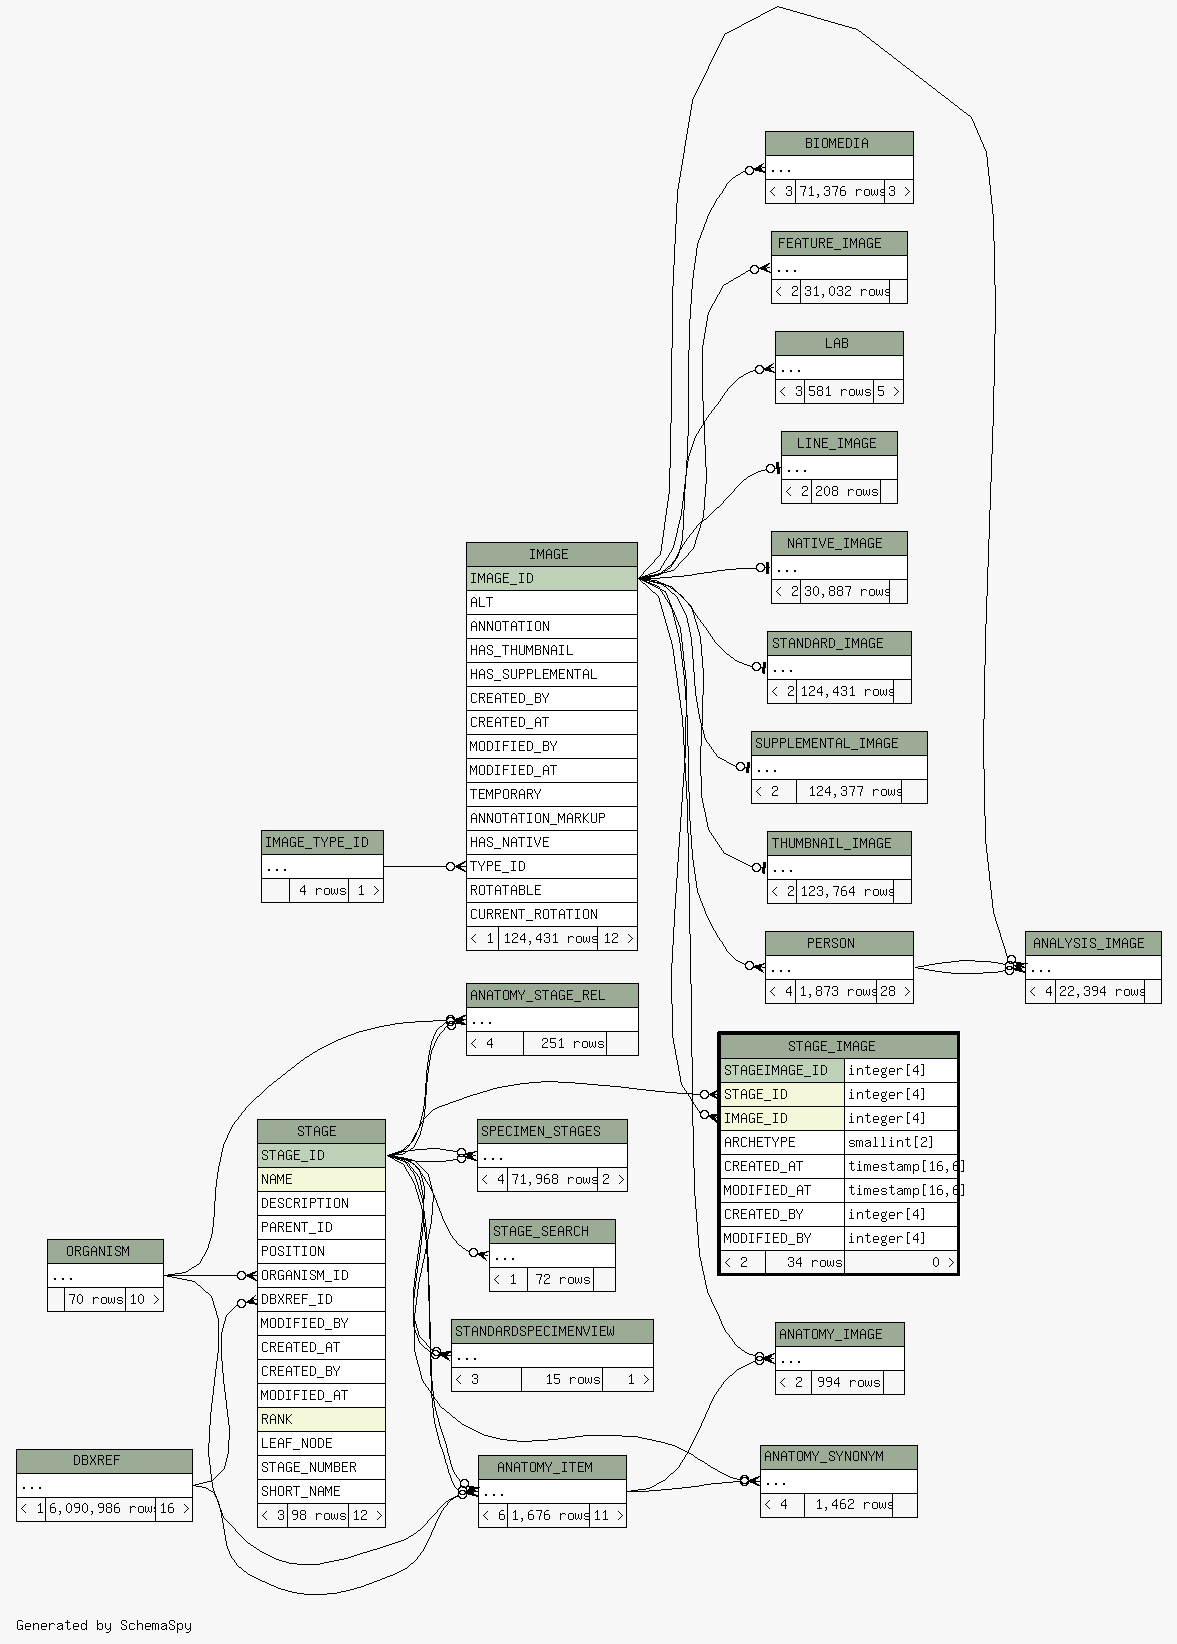 BIOMEDIA
...
< 3 71,376 rows 3 >
FEATURE_IMAGE
...
< 2 31,032 rows
LAB
...
< 3 581 rows 5 >
LINE_IMAGE
...
< 2 208 rows
NATIVE_IMAGE
...
< 2 30,887 rows
STANDARD_IMAGE
...
< 2 124,431 rows
SUPPLEMENTAL_IMAGE
...
< 2 124,377 rows
THUMBNAIL_IMAGE
...
< 2 123,764 rows
PERSON
...
< 4 1,873 rows 28 >
ANALYSIS_IMAGE
...
< 4 22,394 rows
IMAGE
IMAGE_ID
ALT
ANNOTATION
HAS_THUMBNAIL
HAS_SUPPLEMENTAL
CREATED_BY
CREATED_AT
MODIFIED_BY
MODIFIED_AT
TEMPORARY
ANNOTATION_MARKUP
HAS_NATIVE
TYPE_ID
ROTATABLE
CURRENT_ROTATION
< 1 124,431 rows 12 >
IMAGE_TYPE_ID
...
4 rows 1 >
ANATOMY_STAGE_REL
...
< 4 251 rows
STAGE_IMAGE
STAGEIMAGE_ID integer[4]
STAGE_ID integer[4]
IMAGE_ID integer[4]
ARCHETYPE smallint[2]
CREATED_AT timestamp[16,6]
MODIFIED_AT timestamp[16,6]
CREATED_BY integer[4]
MODIFIED_BY integer[4]
< 2 34 rows 0 >
STAGE
STAGE_ID
NAME
DESCRIPTION
PARENT_ID
POSITION
ORGANISM_ID
DBXREF_ID
MODIFIED_BY
CREATED_AT
CREATED_BY
MODIFIED_AT
RANK
LEAF_NODE
STAGE_NUMBER
SHORT_NAME
< 3 98 rows 12 >
SPECIMEN_STAGES
...
< 4 71,968 rows 2 >
STAGE_SEARCH
...
< 1 72 rows
ORGANISM
...
70 rows 10 >
STANDARDSPECIMENVIEW
...
< 3 15 rows 1 >
ANATOMY_IMAGE
...
< 2 994 rows
DBXREF
...
< 1 6,090,986 rows 16 >
ANATOMY_ITEM
...
< 6 1,676 rows 11 >
ANATOMY_SYNONYM
...
< 4 1,462 rows
Generated by SchemaSpy